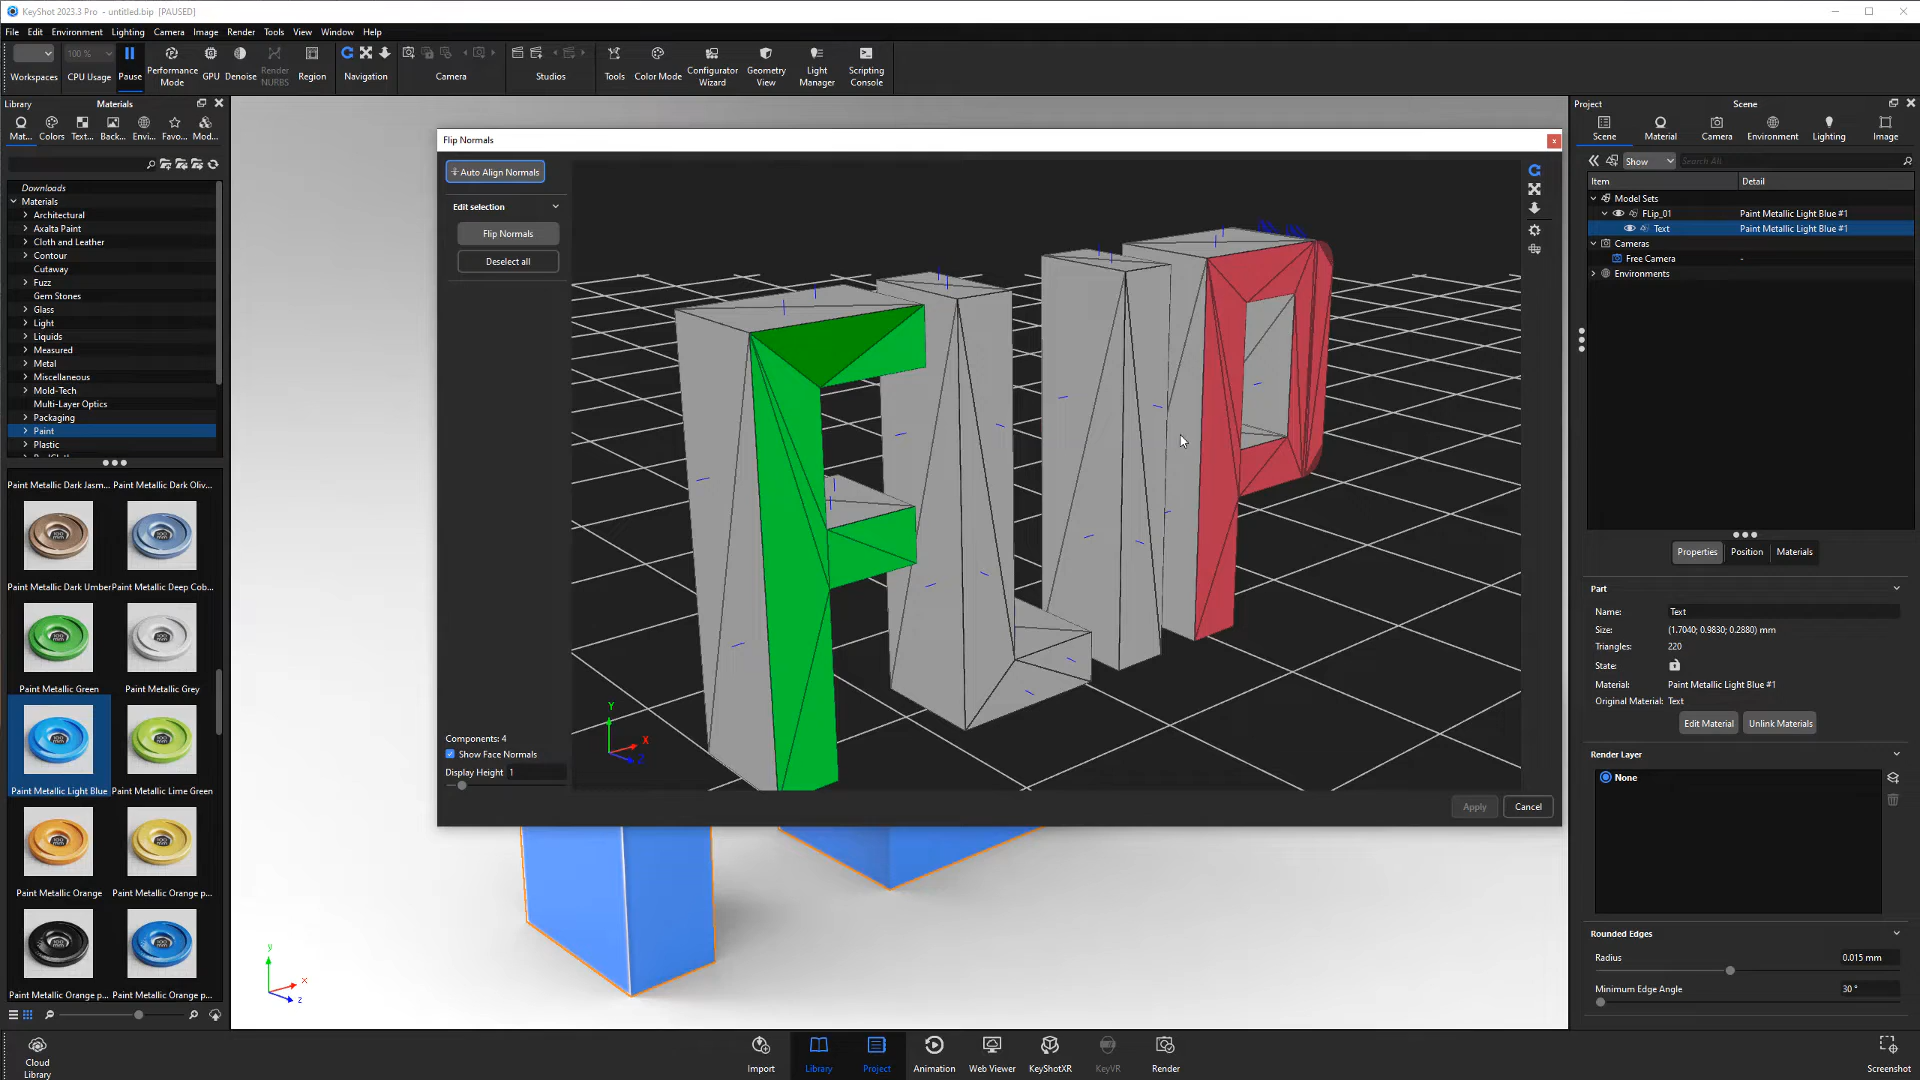 KeyShot 2023.3 Pro - untitled.bip [PAUSED]
File Edit Environment Lighting Camera Image Render Tools View Window Help
100 %
Workspaces CPU Usage Pause Performance Mode GPU Denoise Render NURBS Region Navigation Camera Studios Tools Color Mode Configurator Wizard Geometry View Light Manager Scripting Console
Library Materials
Mat... Colors Text... Back... Envi... Favo... Mod...
Downloads
Materials
Architectural
Axalta Paint
Cloth and Leather
Contour
Cutaway
Fuzz
Gem Stones
Glass
Light
Liquids
Measured
Metal
Miscellaneous
Mold-Tech
Multi-Layer Optics
Packaging
Paint
Plastic
Paint Metallic Dark Jasm... Paint Metallic Dark Oliv...
Paint Metallic Dark Umber Paint Metallic Deep Cob...
Paint Metallic Green Paint Metallic Grey
Paint Metallic Light Blue Paint Metallic Lime Green
Paint Metallic Orange Paint Metallic Orange p...
Paint Metallic Orange p... Paint Metallic Orange p...
Cloud Library
Flip Normals
Auto Align Normals
Edit selection
Flip Normals
Deselect all
Components: 4
Show Face Normals
Display Height 1
Y
X
Z
Apply Cancel
y
x
z
Import Library Project Animation Web Viewer KeyShotXR KeyVR Render Screenshot
Project Scene
Scene Material Camera Environment Lighting Image
Show Search All
Item Detail
Model Sets
FLip_01 Paint Metallic Light Blue #1
Text Paint Metallic Light Blue #1
Cameras
Free Camera -
Environments
Properties Position Materials
Part
Name: Text
Size: (1.7040; 0.9830; 0.2880) mm
Triangles: 220
State:
Material: Paint Metallic Light Blue #1
Original Material: Text
Edit Material Unlink Materials
Render Layer
None
Rounded Edges
Radius 0.015 mm
Minimum Edge Angle 30 °